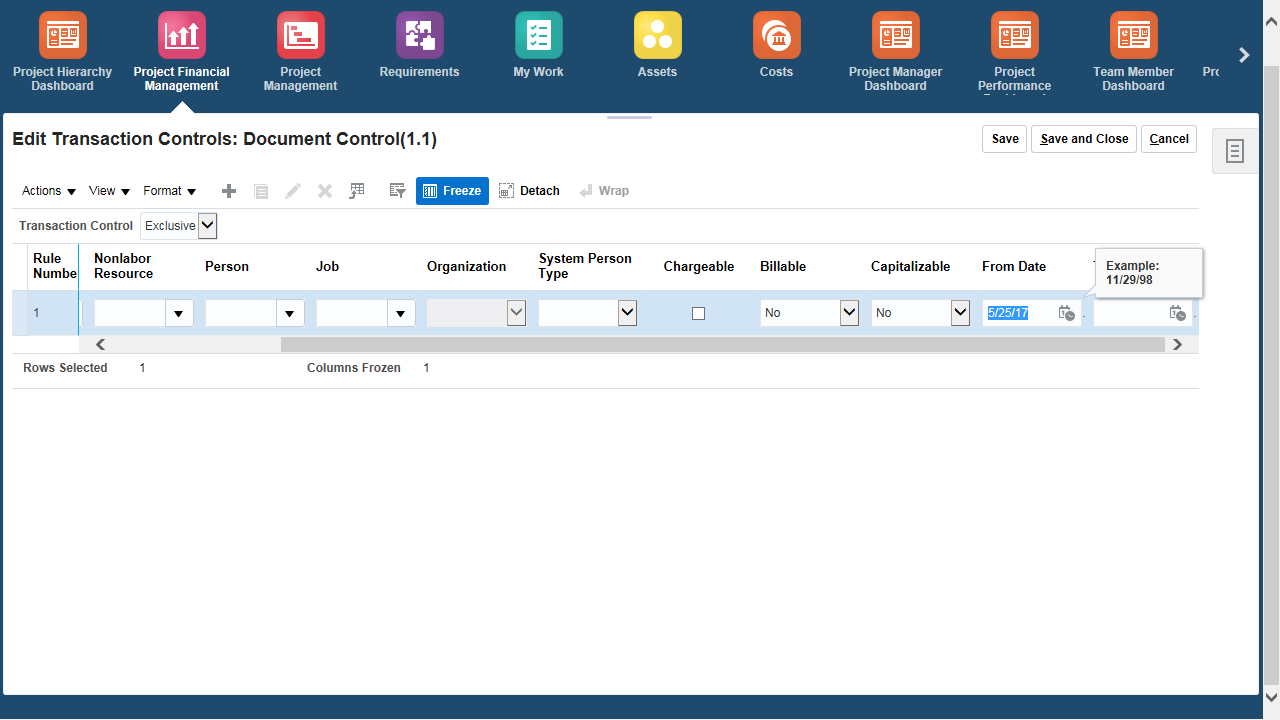 Project Hierarchy Dashboard
Project Financial Management
Project Management
Requirements
My Work
Assets
Costs
Project Manager Dashboard
Project Performance
Team Member Dashboard
Edit Transaction Controls: Document Control(1.1)
Save
Save and Close
Cancel
Actions
View
Format
Freeze
Detach
Wrap
Transaction Control
Exclusive
Rule Numbe
Nonlabor Resource
Person
Job
Organization
System Person Type
Chargeable
Billable
Capitalizable
From Date
Example:
11/29/98
1
No
No
5/25/17
Rows Selected 1
Columns Frozen 1